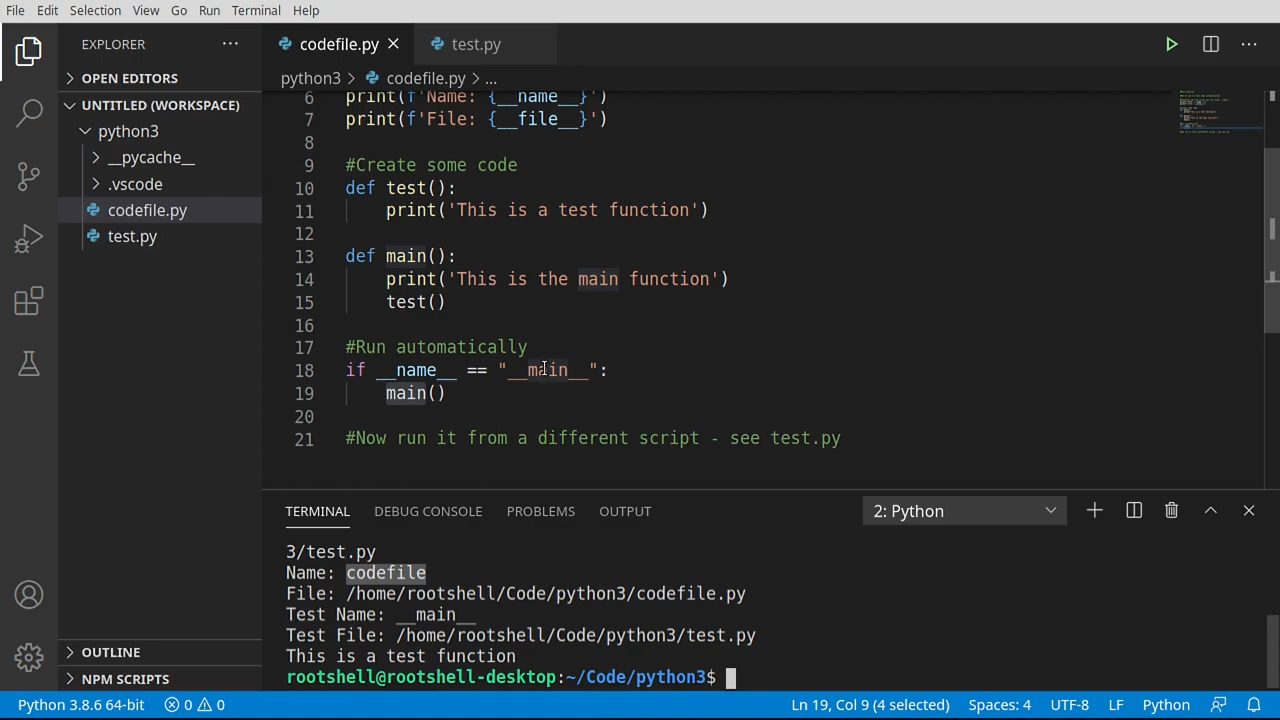 File Edit Selection View Go Run Terminal Help
EXPLORER ···
OPEN EDITORS
UNTITLED (WORKSPACE)
python3
__pycache__
.vscode
codefile.py
test.py
OUTLINE
NPM SCRIPTS
codefile.py
test.py
python3 > codefile.py > ...
6 print(f'Name: {__name__}')
7 print(f'File: {__file__}')
8
9 #Create some code
10 def test():
11 print('This is a test function')
12
13 def main():
14 print('This is the main function')
15 test()
16
17 #Run automatically
18 if __name__ == "__main__":
19 main()
20
21 #Now run it from a different script - see test.py
TERMINAL DEBUG CONSOLE PROBLEMS OUTPUT 2: Python
3/test.py
Name: codefile
File: /home/rootshell/Code/python3/codefile.py
Test Name: __main__
Test File: /home/rootshell/Code/python3/test.py
This is a test function
rootshell@rootshell-desktop:~/Code/python3$
Python 3.8.6 64-bit 0 0 Ln 19, Col 9 (4 selected) Spaces: 4 UTF-8 LF Python